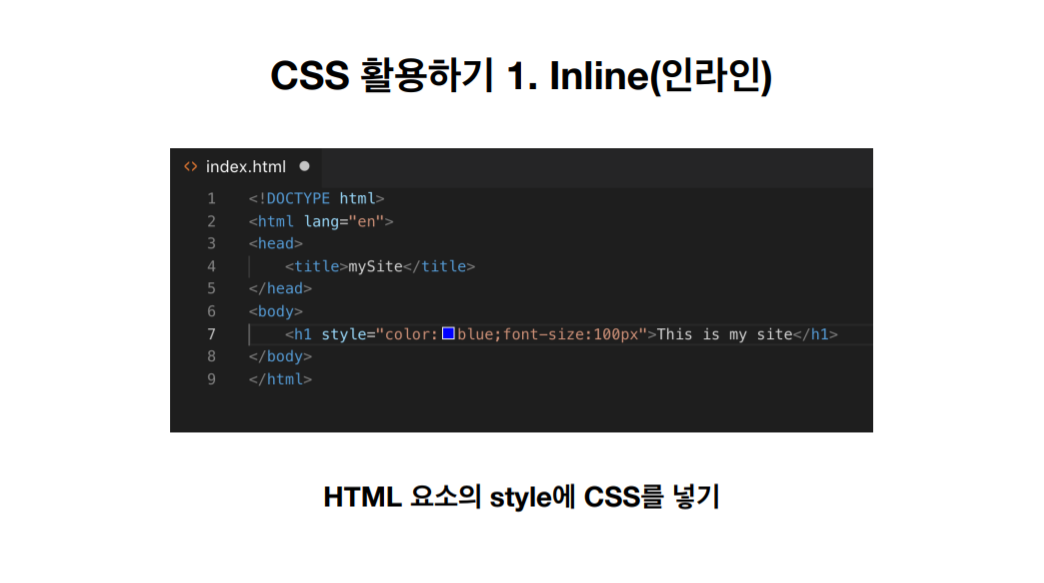 CSS 활용하기 1. Inline(인라인)
<> index.html ●
1 <!DOCTYPE html>
2 <html lang="en">
3 <head>
4     <title>mySite</title>
5 </head>
6 <body>
7     <h1 style="color:blue;font-size:100px">This is my site</h1>
8 </body>
9 </html>
HTML 요소의 style에 CSS를 넣기